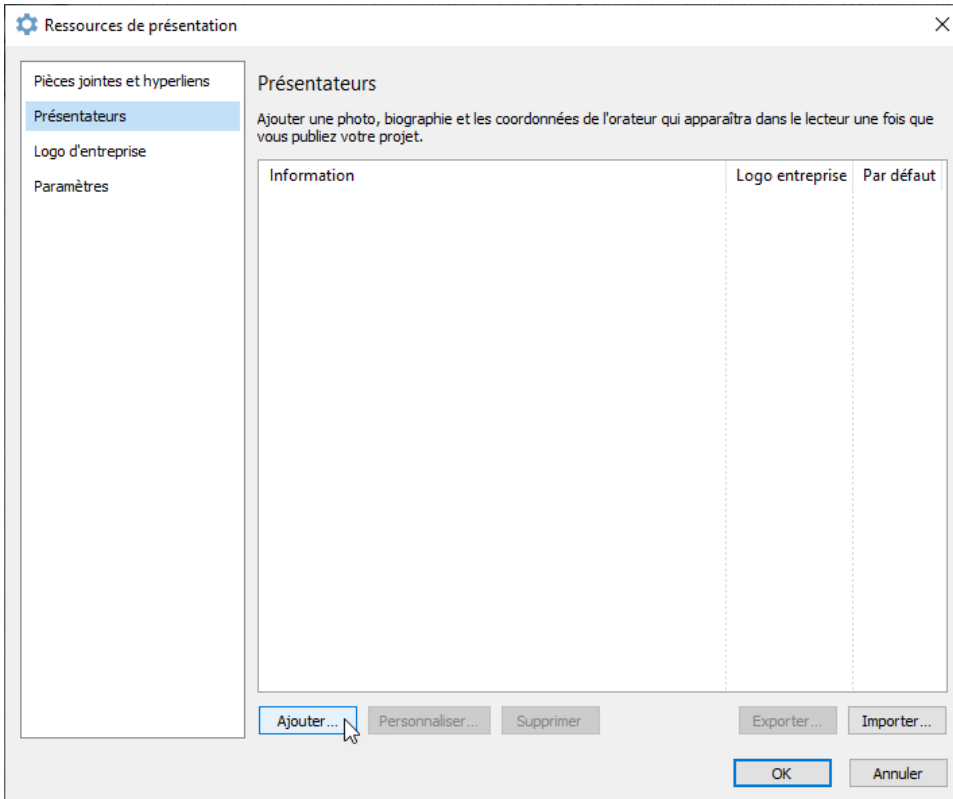 Ressources de présentation
Pièces jointes et hyperliens
Présentateurs
Logo d'entreprise
Paramètres
Présentateurs
Ajouter une photo, biographie et les coordonnées de l'orateur qui apparaîtra dans le lecteur une fois que
vous publiez votre projet.
Information Logo entreprise Par défaut
Ajouter... Personnaliser... Supprimer Exporter... Importer...
OK Annuler